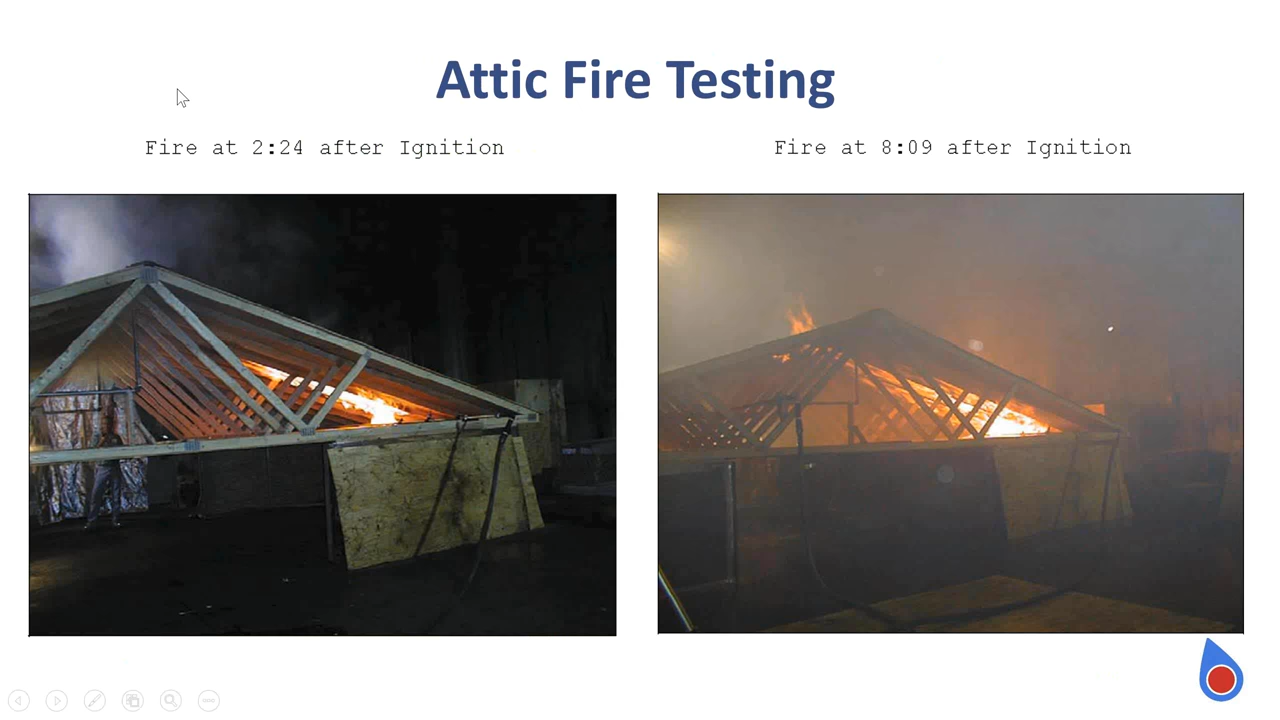 Attic Fire Testing
Fire at 2:24 after Ignition
Fire at 8:09 after Ignition